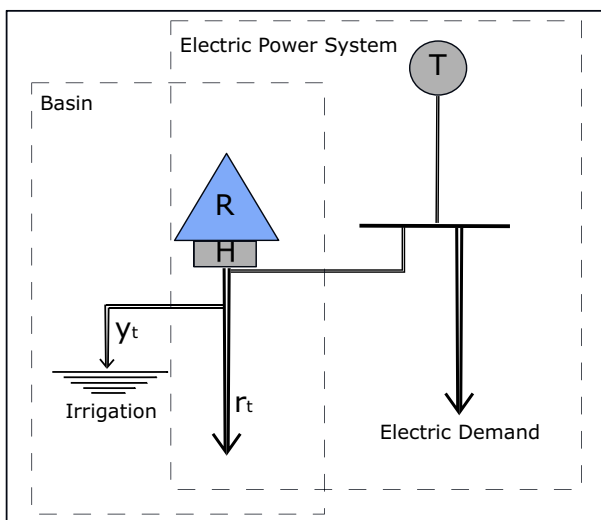 Electric Power System
T
Basin
R
H
yt
Irrigation
rt
Electric Demand